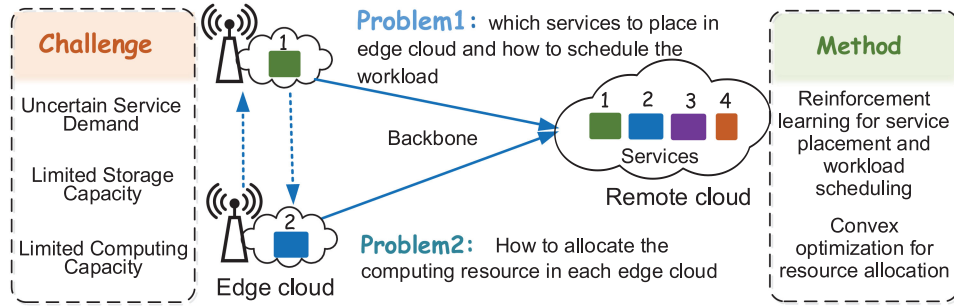 Challenge
Uncertain Service
Demand
Limited Storage
Capacity
Limited Computing
Capacity
1
2
Edge cloud
Problem1: which services to place in
edge cloud and how to schedule the
workload
Backbone
1 2 3 4
Services
Remote cloud
Problem2: How to allocate the
computing resource in each edge cloud
Method
Reinforcement
learning for service
placement and
workload
scheduling
Convex
optimization for
resource allocation